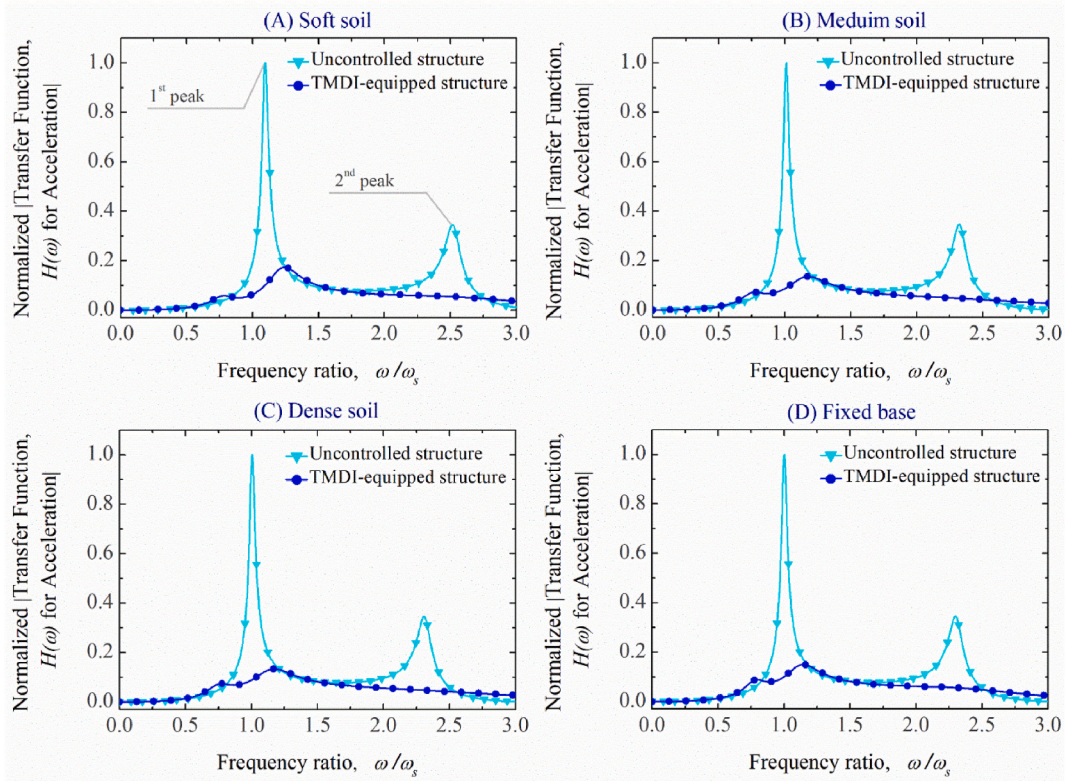 (A) Soft soil
Normalized |Transfer Function,
H(ω) for Acceleration|
1.0
0.8
0.6
0.4
0.2
0.0
Uncontrolled structure
TMDI-equipped structure
1st peak
2nd peak
0.0 0.5 1.0 1.5 2.0 2.5 3.0
Frequency ratio, ω/ωs
(B) Meduim soil
Normalized |Transfer Function,
H(ω) for Acceleration|
1.0
0.8
0.6
0.4
0.2
0.0
Uncontrolled structure
TMDI-equipped structure
0.0 0.5 1.0 1.5 2.0 2.5 3.0
Frequency ratio, ω/ωs
(C) Dense soil
Normalized |Transfer Function,
H(ω) for Acceleration|
1.0
0.8
0.6
0.4
0.2
0.0
Uncontrolled structure
TMDI-equipped structure
0.0 0.5 1.0 1.5 2.0 2.5 3.0
Frequency ratio, ω/ωs
(D) Fixed base
Normalized |Transfer Function,
H(ω) for Acceleration|
1.0
0.8
0.6
0.4
0.2
0.0
Uncontrolled structure
TMDI-equipped structure
0.0 0.5 1.0 1.5 2.0 2.5 3.0
Frequency ratio, ω/ωs